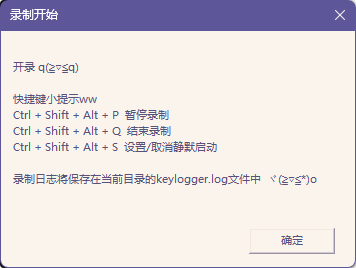 录制开始
开录 q(≧▽≦q)
快捷键小提示ww
Ctrl + Shift + Alt + P 暂停录制
Ctrl + Shift + Alt + Q 结束录制
Ctrl + Shift + Alt + S 设置/取消静默启动
录制日志将保存在当前目录的keylogger.log文件中 ヾ(≧▽≦*)o
确定